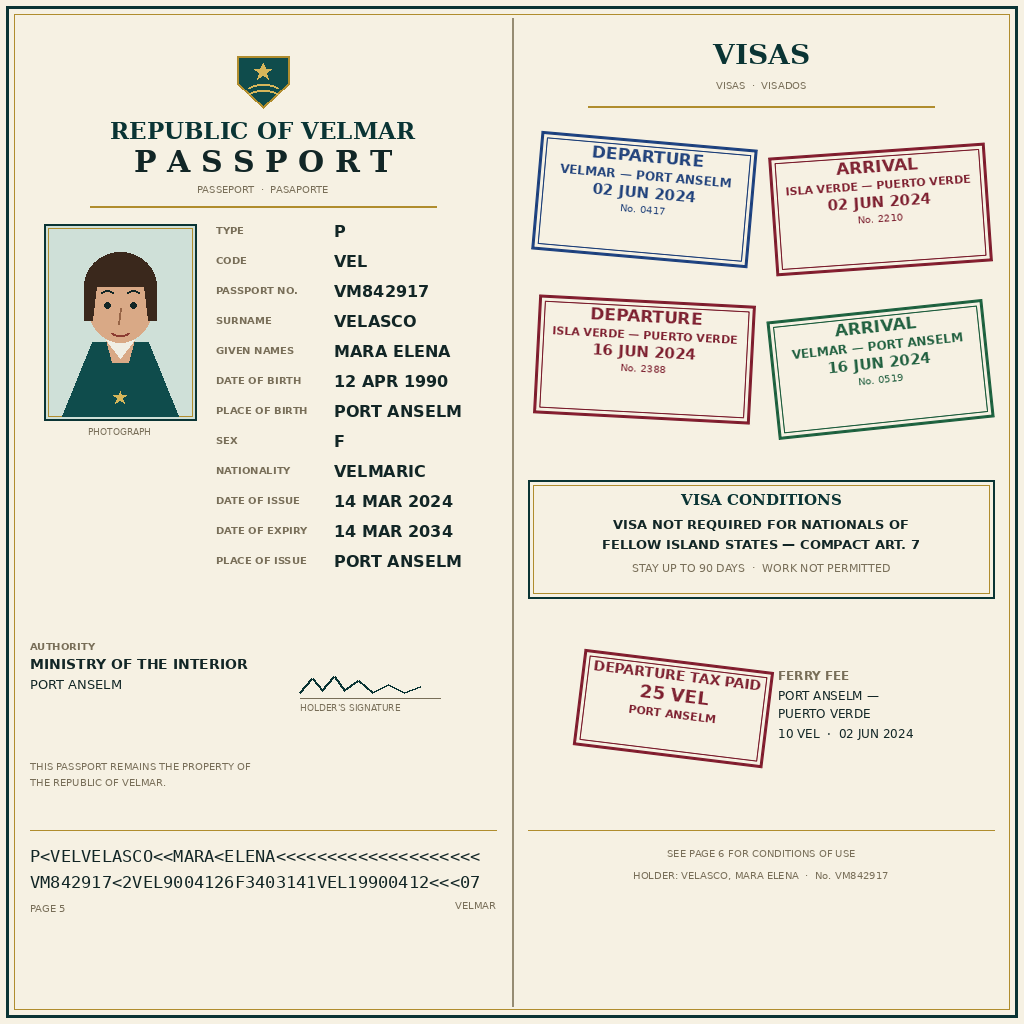 REPUBLIC OF VELMAR
PASSPORT
PASSEPORT · PASAPORTE
TYPE P
CODE VEL
PASSPORT NO. VM842917
SURNAME VELASCO
GIVEN NAMES MARA ELENA
DATE OF BIRTH 12 APR 1990
PLACE OF BIRTH PORT ANSELM
SEX F
NATIONALITY VELMARIC
DATE OF ISSUE 14 MAR 2024
DATE OF EXPIRY 14 MAR 2034
PLACE OF ISSUE PORT ANSELM
PHOTOGRAPH
AUTHORITY
MINISTRY OF THE INTERIOR
PORT ANSELM
HOLDER'S SIGNATURE
THIS PASSPORT REMAINS THE PROPERTY OF
THE REPUBLIC OF VELMAR.
P<VELVELASCO<<MARA<ELENA<<<<<<<<<<<<<<<<<<<<
VM842917<2VEL9004126F3403141VEL19900412<<<07
PAGE 5
VELMAR
VISAS
VISAS · VISADOS
DEPARTURE
VELMAR — PORT ANSELM
02 JUN 2024
No. 0417
ARRIVAL
ISLA VERDE — PUERTO VERDE
02 JUN 2024
No. 2210
DEPARTURE
ISLA VERDE — PUERTO VERDE
16 JUN 2024
No. 2388
ARRIVAL
VELMAR — PORT ANSELM
16 JUN 2024
No. 0519
VISA CONDITIONS
VISA NOT REQUIRED FOR NATIONALS OF
FELLOW ISLAND STATES — COMPACT ART. 7
STAY UP TO 90 DAYS · WORK NOT PERMITTED
DEPARTURE TAX PAID
25 VEL
PORT ANSELM
FERRY FEE
PORT ANSELM —
PUERTO VERDE
10 VEL · 02 JUN 2024
SEE PAGE 6 FOR CONDITIONS OF USE
HOLDER: VELASCO, MARA ELENA · No. VM842917